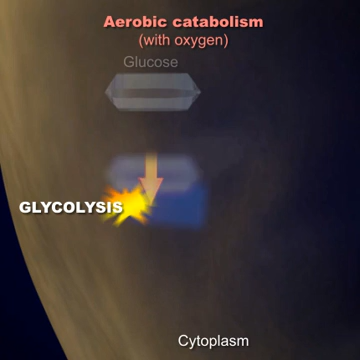 Aerobic catabolism
(with oxygen)
Glucose
GLYCOLYSIS
Cytoplasm